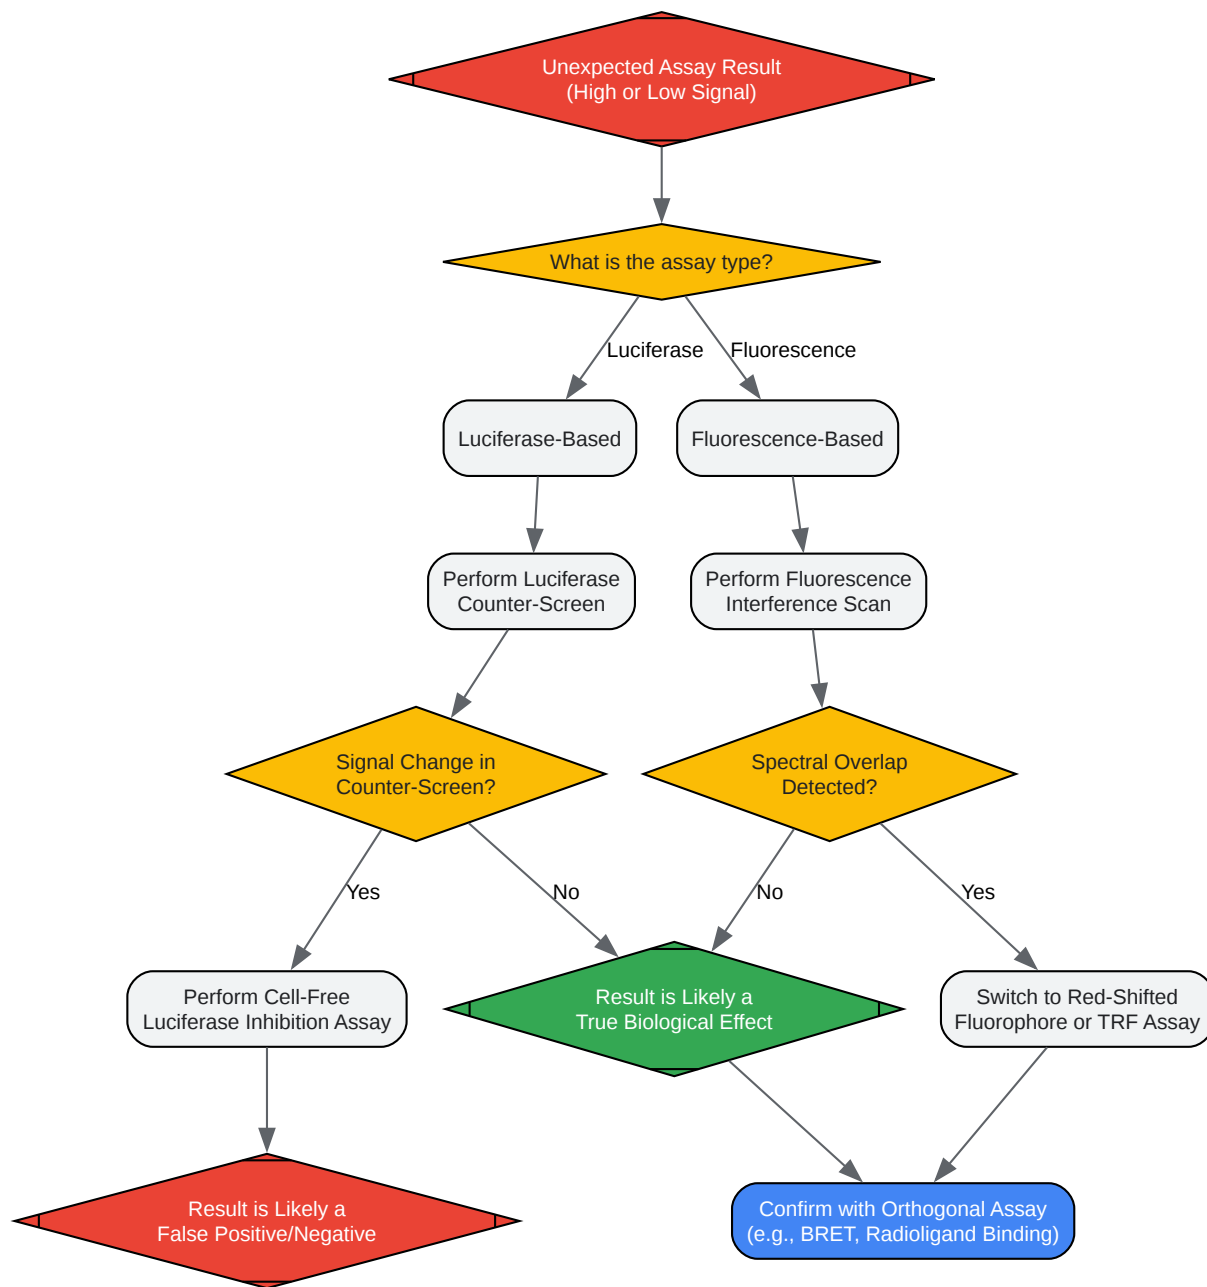 Unexpected Assay Result
(High or Low Signal)
What is the assay type?
Luciferase
Fluorescence
Luciferase-Based
Fluorescence-Based
Perform Luciferase
Counter-Screen
Perform Fluorescence
Interference Scan
Signal Change in
Counter-Screen?
Spectral Overlap
Detected?
Yes
No
No
Yes
Perform Cell-Free
Luciferase Inhibition Assay
Result is Likely a
True Biological Effect
Switch to Red-Shifted
Fluorophore or TRF Assay
Result is Likely a
False Positive/Negative
Confirm with Orthogonal Assay
(e.g., BRET, Radioligand Binding)